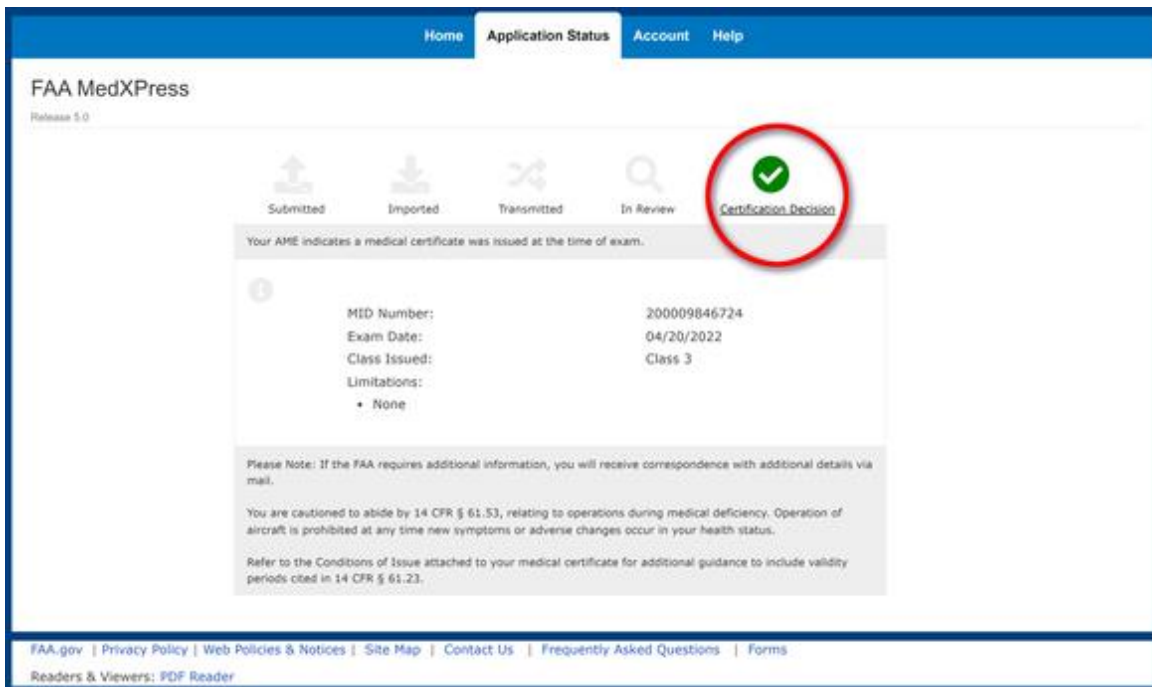 Home Application Status Account Help
FAA MedXPress
Release 5.0
Submitted Imported Transmitted In Review Certification Decision
Your AME indicates a medical certificate was issued at the time of exam.
MID Number: 200009846724
Exam Date: 04/20/2022
Class Issued: Class 3
Limitations:
• None
Please Note: If the FAA requires additional information, you will receive correspondence with additional details via
mail.
You are cautioned to abide by 14 CFR § 61.53, relating to operations during medical deficiency. Operation of
aircraft is prohibited at any time new symptoms or adverse changes occur in your health status.
Refer to the Conditions of Issue attached to your medical certificate for additional guidance to include validity
periods cited in 14 CFR § 61.23.
FAA.gov | Privacy Policy | Web Policies & Notices | Site Map | Contact Us | Frequently Asked Questions | Forms
Readers & Viewers: PDF Reader